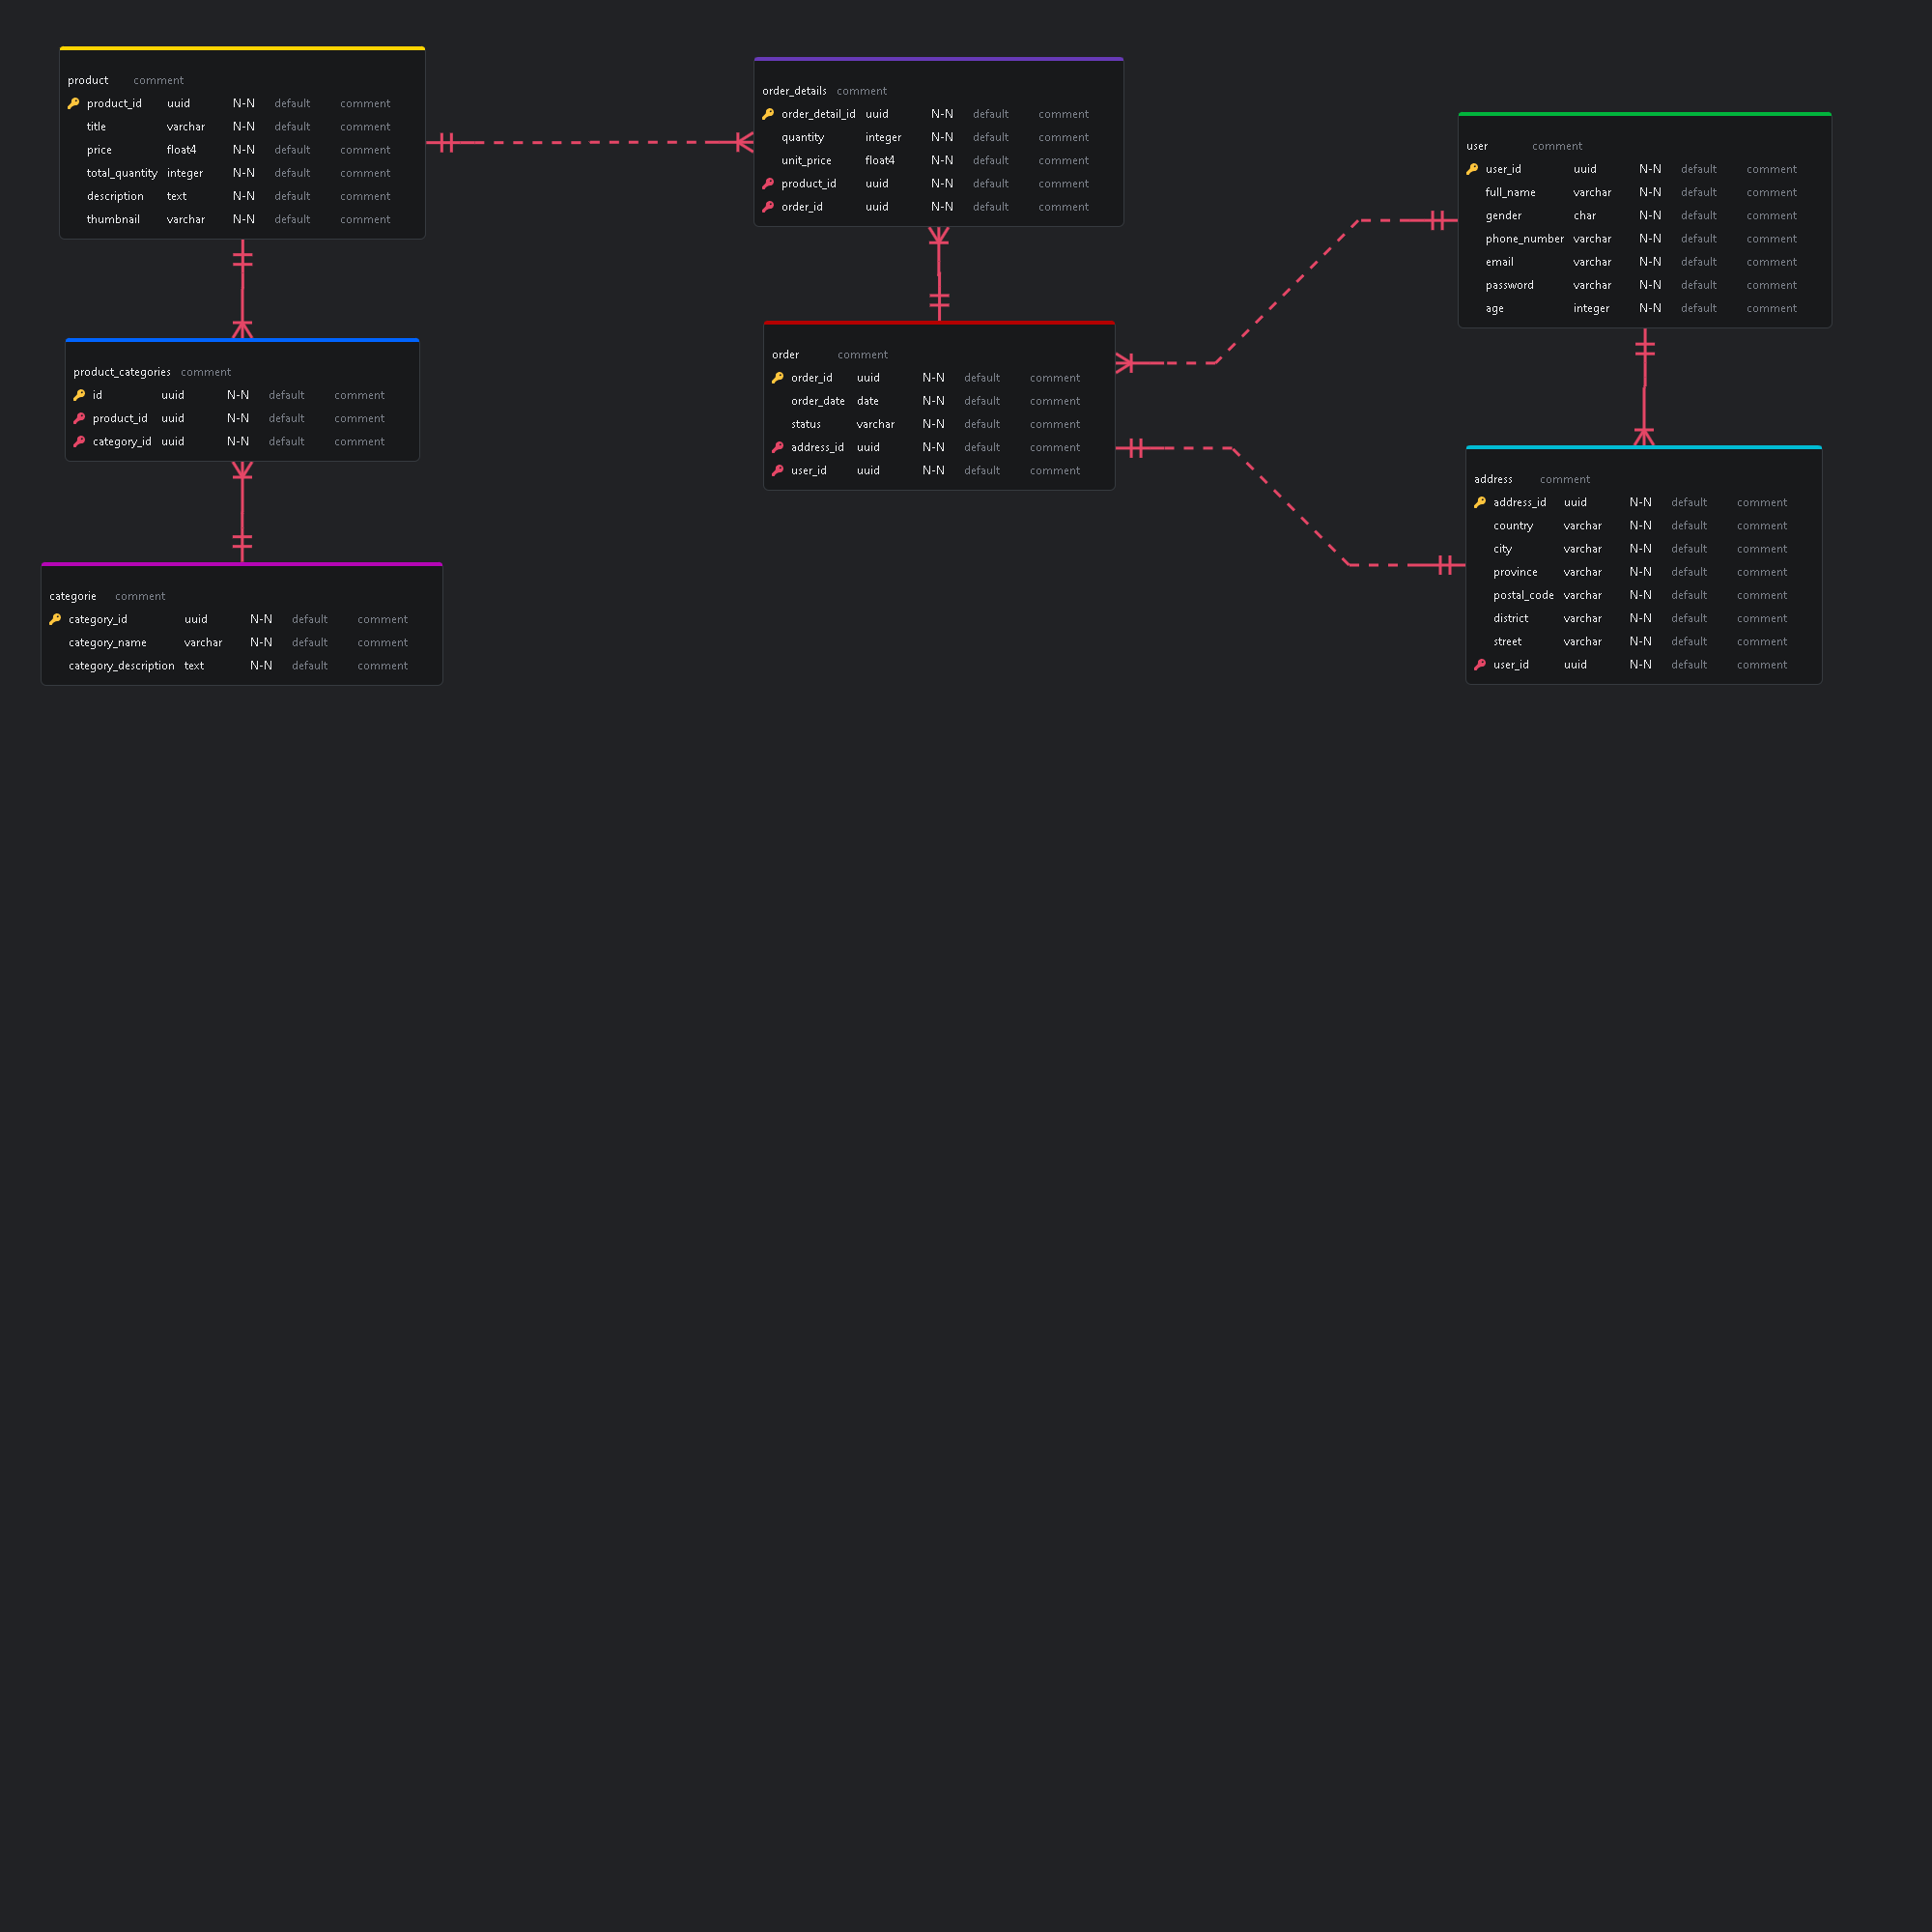 product comment
product_id uuid N-N default comment
title varchar N-N default comment
price float4 N-N default comment
total_quantity integer N-N default comment
description text N-N default comment
thumbnail varchar N-N default comment
product_categories comment
id uuid N-N default comment
product_id uuid N-N default comment
category_id uuid N-N default comment
categorie comment
category_id uuid N-N default comment
category_name varchar N-N default comment
category_description text N-N default comment
order_details comment
order_detail_id uuid N-N default comment
quantity integer N-N default comment
unit_price float4 N-N default comment
product_id uuid N-N default comment
order_id uuid N-N default comment
order comment
order_id uuid N-N default comment
order_date date N-N default comment
status varchar N-N default comment
address_id uuid N-N default comment
user_id uuid N-N default comment
user comment
user_id uuid N-N default comment
full_name varchar N-N default comment
gender char N-N default comment
phone_number varchar N-N default comment
email varchar N-N default comment
password varchar N-N default comment
age integer N-N default comment
address comment
address_id uuid N-N default comment
country varchar N-N default comment
city varchar N-N default comment
province varchar N-N default comment
postal_code varchar N-N default comment
district varchar N-N default comment
street varchar N-N default comment
user_id uuid N-N default comment